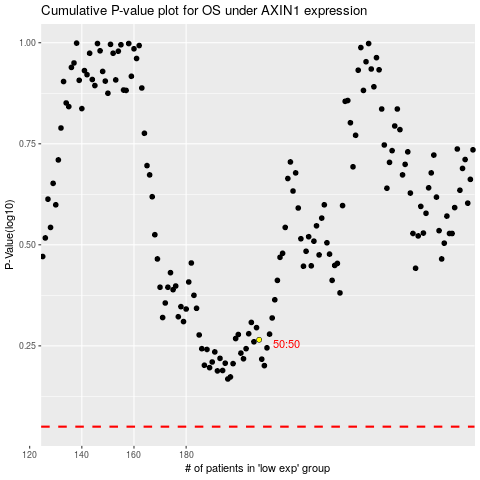 Cumulative P-value plot for OS under AXIN1 expression
P-Value(log10)
1.00
0.75
0.50
0.25
50:50
120 140 160 180
# of patients in 'low exp' group